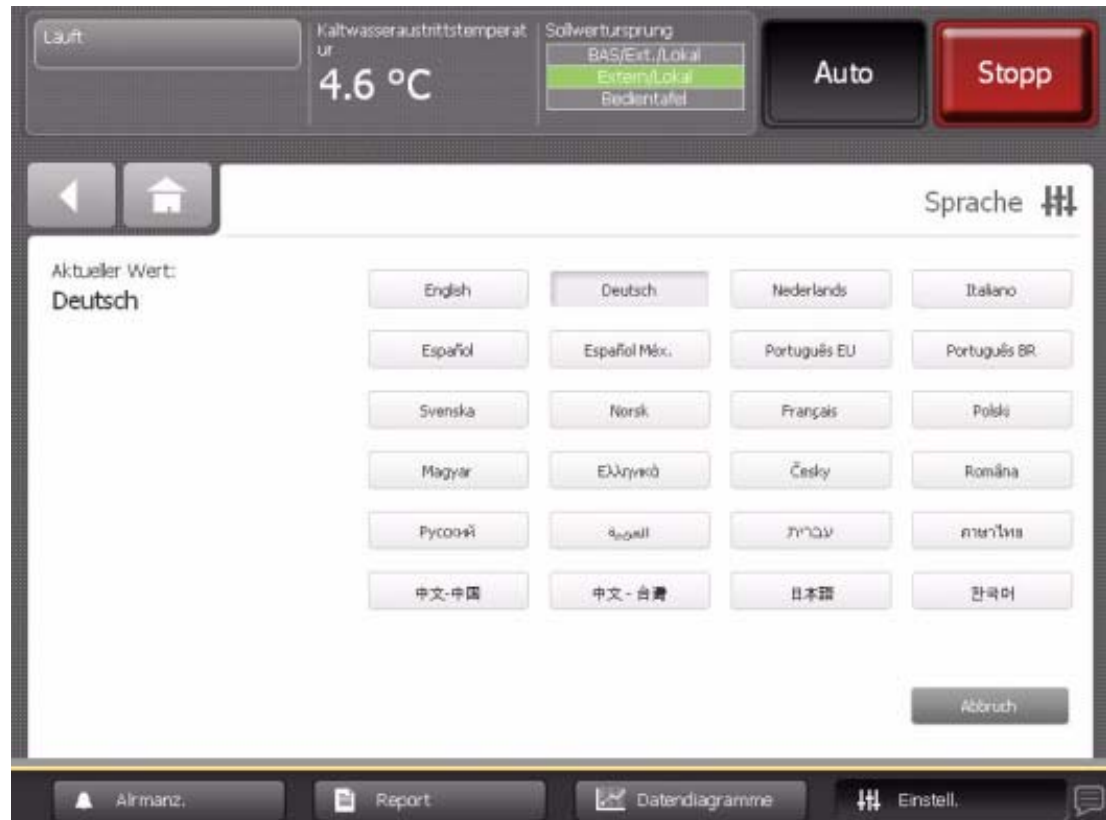 Läuft
Kaltwasseraustrittstemperat
ur
4.6 °C
Sollwertursprung
BAS/Ext./Lokal
Extern/Lokal
Bedientafel
Auto
Stopp
Sprache
Aktueller Wert:
Deutsch
English
Deutsch
Nederlands
Italiano
Español
Español Méx.
Português EU
Português BR
Svenska
Norsk
Français
Polski
Magyar
Ελληνικά
Česky
Româna
Русский
العربية
עברית
ภาษาไทย
中文-中国
中文 - 台灣
日本語
한국어
Abbruch
Alrmanz.
Report
Datendiagramme
Einstell.